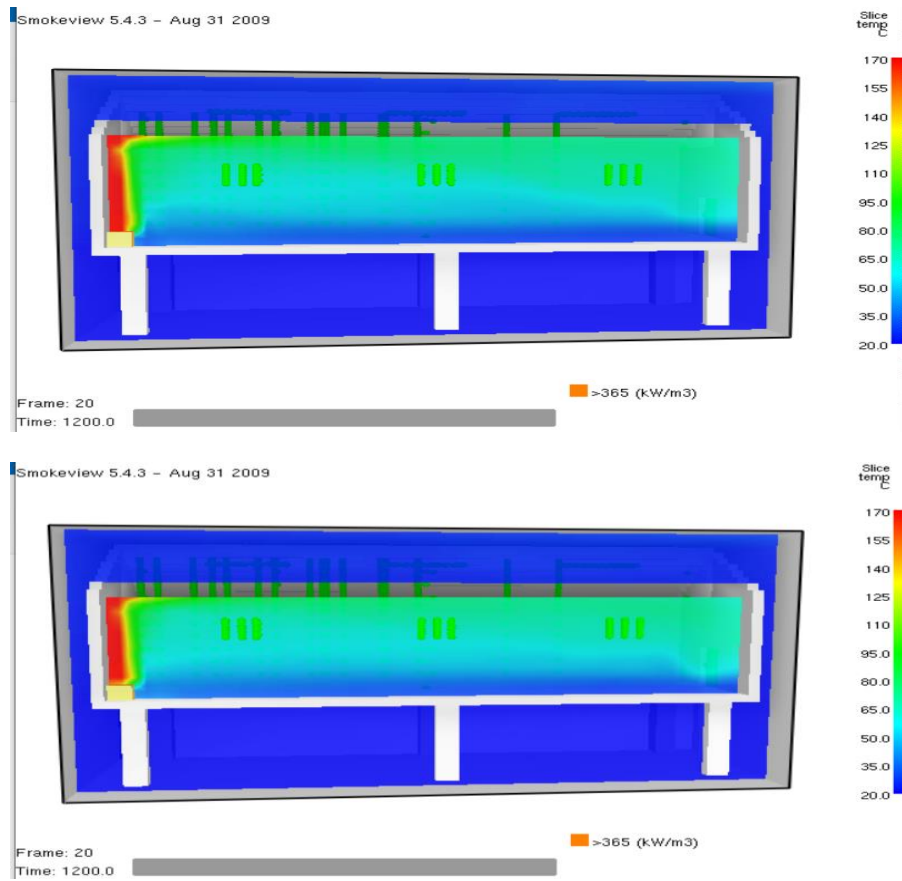 Smokeview 5.4.3 – Aug 31 2009
Slice
temp
C
170
155
140
125
110
95.0
80.0
65.0
50.0
35.0
20.0
>365 (kW/m3)
Frame: 20
Time: 1200.0
Smokeview 5.4.3 – Aug 31 2009
Slice
temp
C
170
155
140
125
110
95.0
80.0
65.0
50.0
35.0
20.0
>365 (kW/m3)
Frame: 20
Time: 1200.0